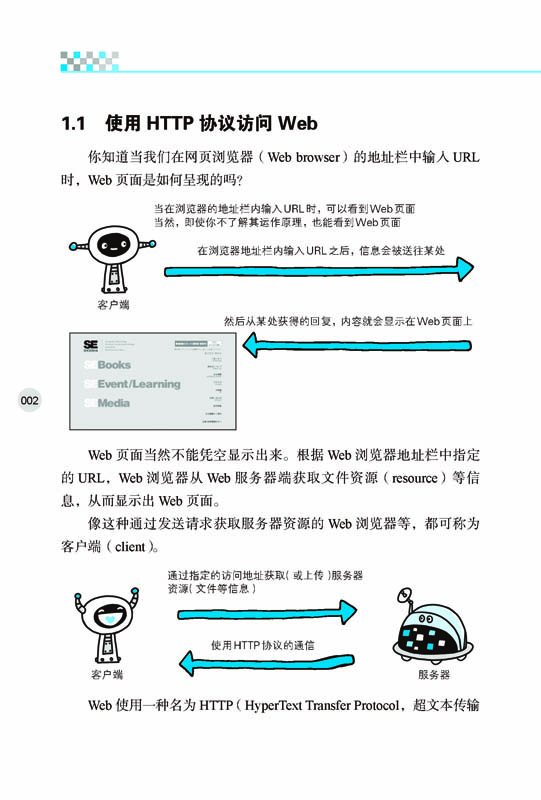 1.1 使用 HTTP 协议访问 Web
你知道当我们在网页浏览器（Web browser）的地址栏中输入 URL
时，Web 页面是如何呈现的吗？
当在浏览器的地址栏内输入URL时，可以看到Web页面
当然，即使你不了解其运作原理，也能看到Web页面
在浏览器地址栏内输入URL之后，信息会被送往某处
客户端
然后从某处获得的回复，内容就会显示在Web页面上
SE
SEBooks
SEEvent/Learning
SEMedia
002
Web 页面当然不能凭空显示出来。根据 Web 浏览器地址栏中指定
的 URL，Web 浏览器从 Web 服务器端获取文件资源（resource）等信
息，从而显示出 Web 页面。
像这种通过发送请求获取服务器资源的 Web 浏览器等，都可称为
客户端（client）。
通过指定的访问地址获取（或上传）服务器
资源（文件等信息）
使用HTTP协议的通信
客户端
服务器
Web 使用一种名为 HTTP（HyperText Transfer Protocol，超文本传输